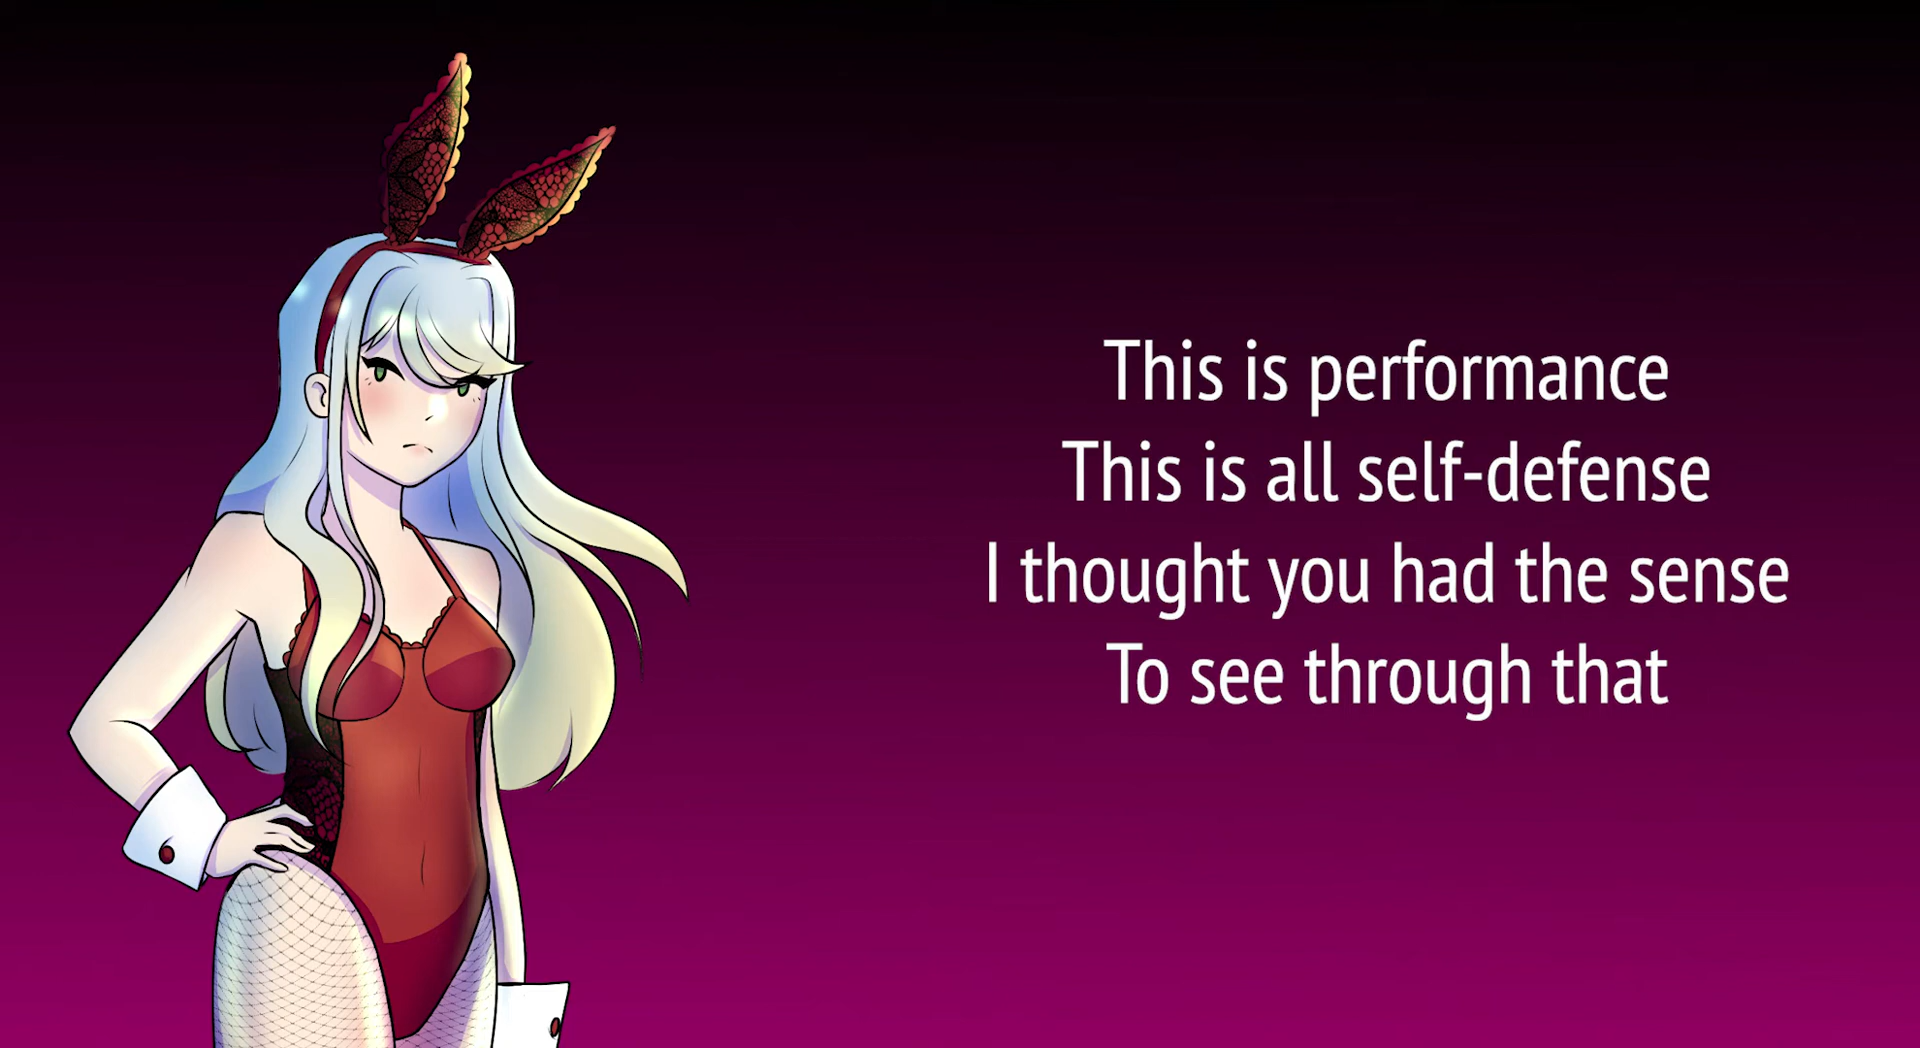 This is performance
This is all self-defense
I thought you had the sense
To see through that